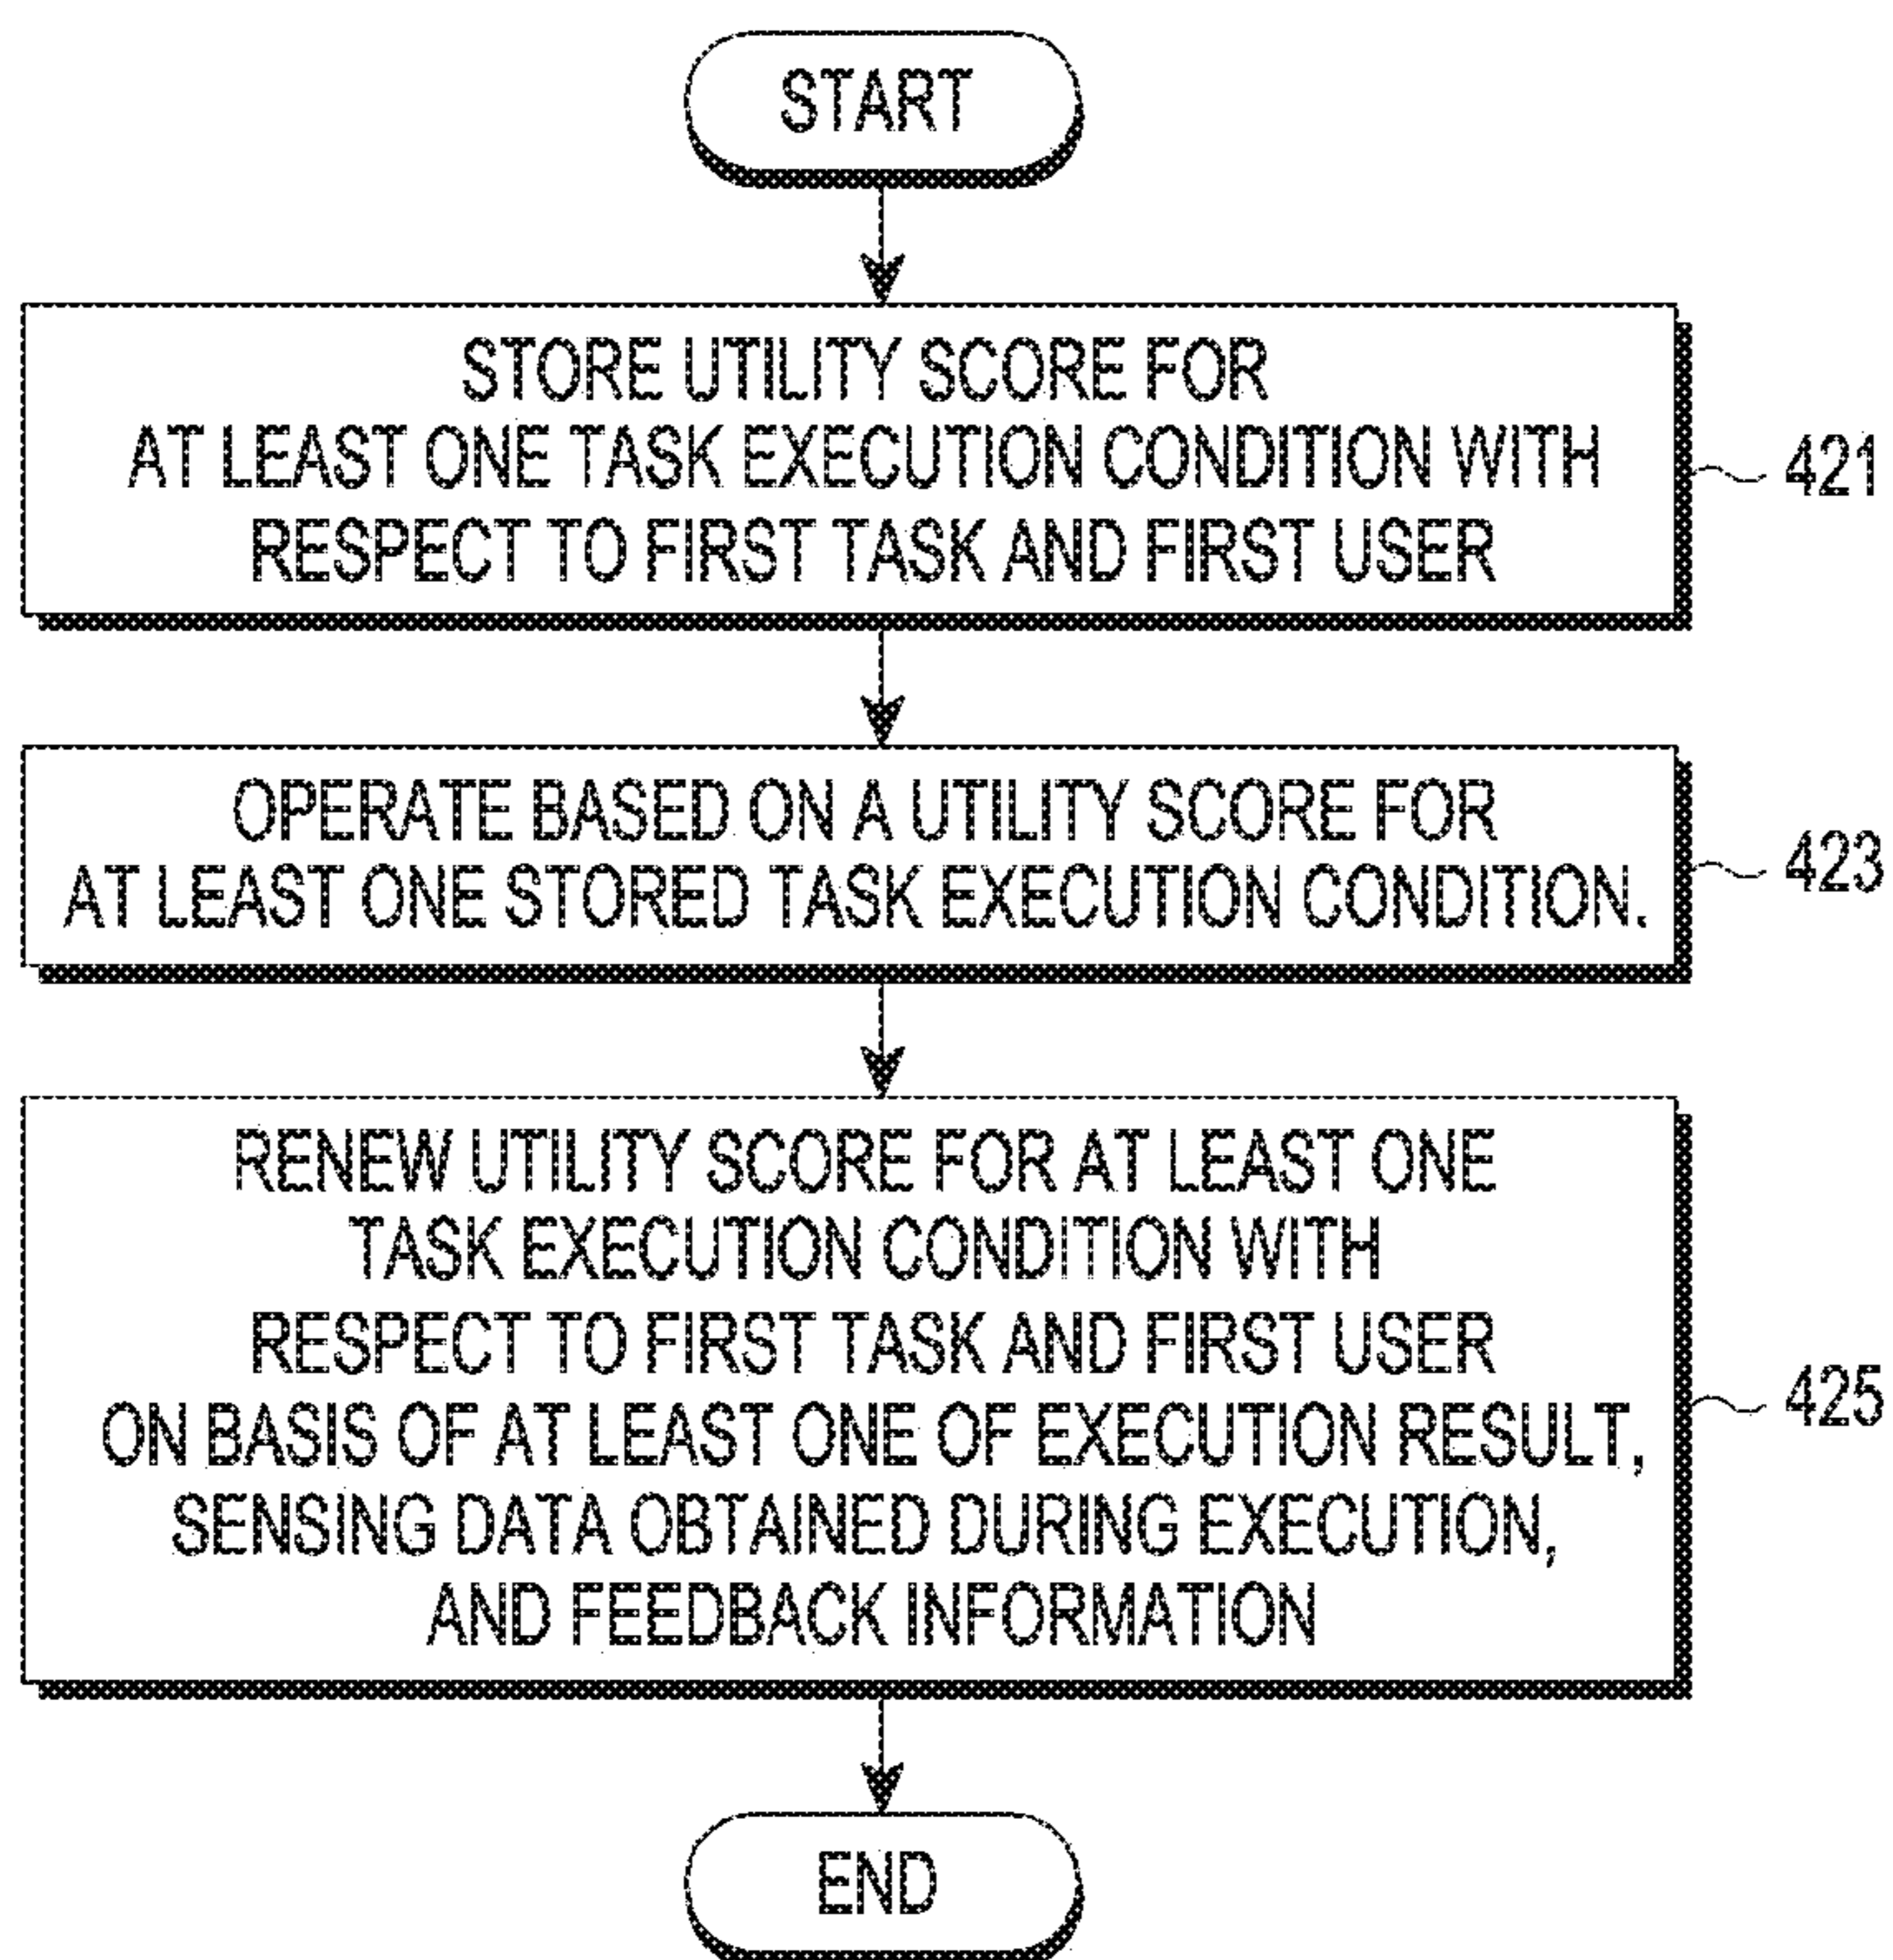 START
STORE UTILITY SCORE FOR
AT LEAST ONE TASK EXECUTION CONDITION WITH
RESPECT TO FIRST TASK AND FIRST USER
421
OPERATE BASED ON A UTILITY SCORE FOR
AT LEAST ONE STORED TASK EXECUTION CONDITION.
423
RENEW UTILITY SCORE FOR AT LEAST ONE
TASK EXECUTION CONDITION WITH
RESPECT TO FIRST TASK AND FIRST USER
ON BASIS OF AT LEAST ONE OF EXECUTION RESULT,
SENSING DATA OBTAINED DURING EXECUTION,
AND FEEDBACK INFORMATION
425
END